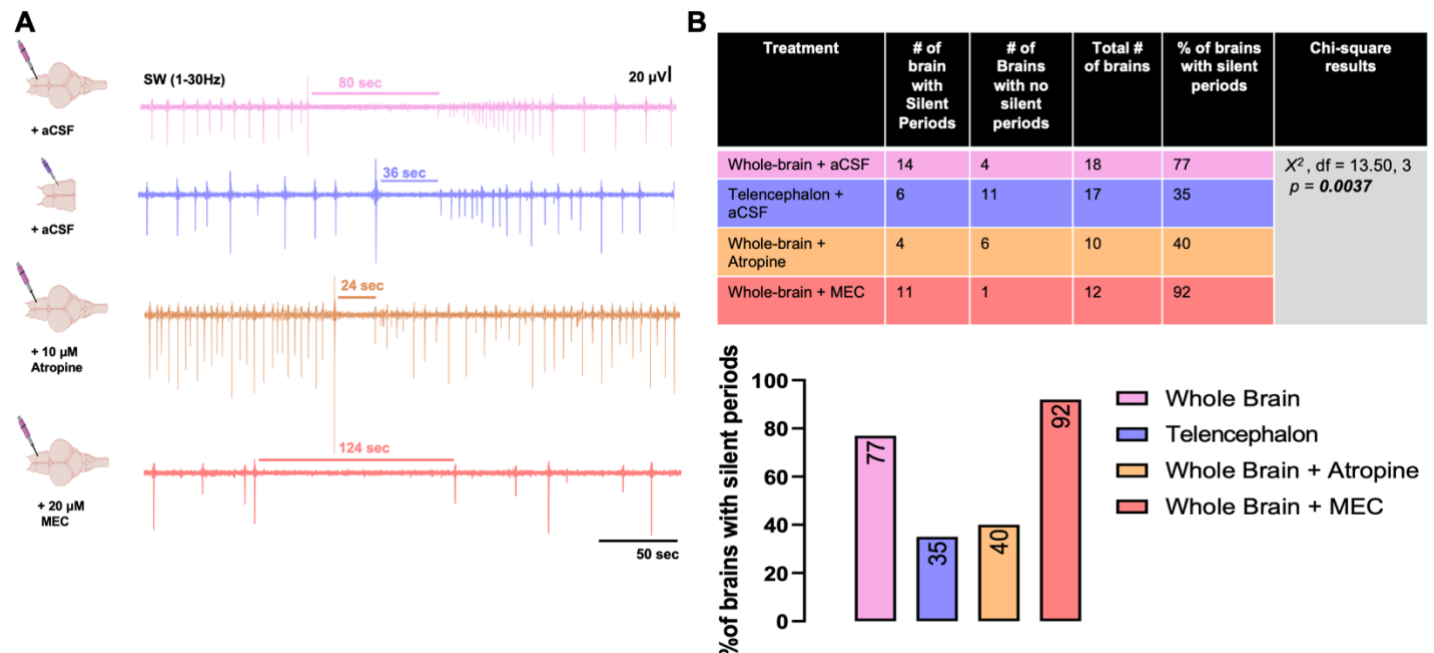 A
SW (1-30Hz)
20 µV
80 sec
+ aCSF
36 sec
+ aCSF
24 sec
+ 10 µM
Atropine
124 sec
+ 20 µM
MEC
50 sec
B
Treatment
# of
brain
with
Silent
Periods
# of
Brains
with no
silent
periods
Total #
of brains
% of brains
with silent
periods
Chi-square
results
Whole-brain + aCSF
14
4
18
77
X², df = 13.50, 3
p = 0.0037
Telencephalon +
aCSF
6
11
17
35
Whole-brain +
Atropine
4
6
10
40
Whole-brain + MEC
11
1
12
92
%of brains with silent periods
100
80
60
40
20
0
77
35
40
92
Whole Brain
Telencephalon
Whole Brain + Atropine
Whole Brain + MEC